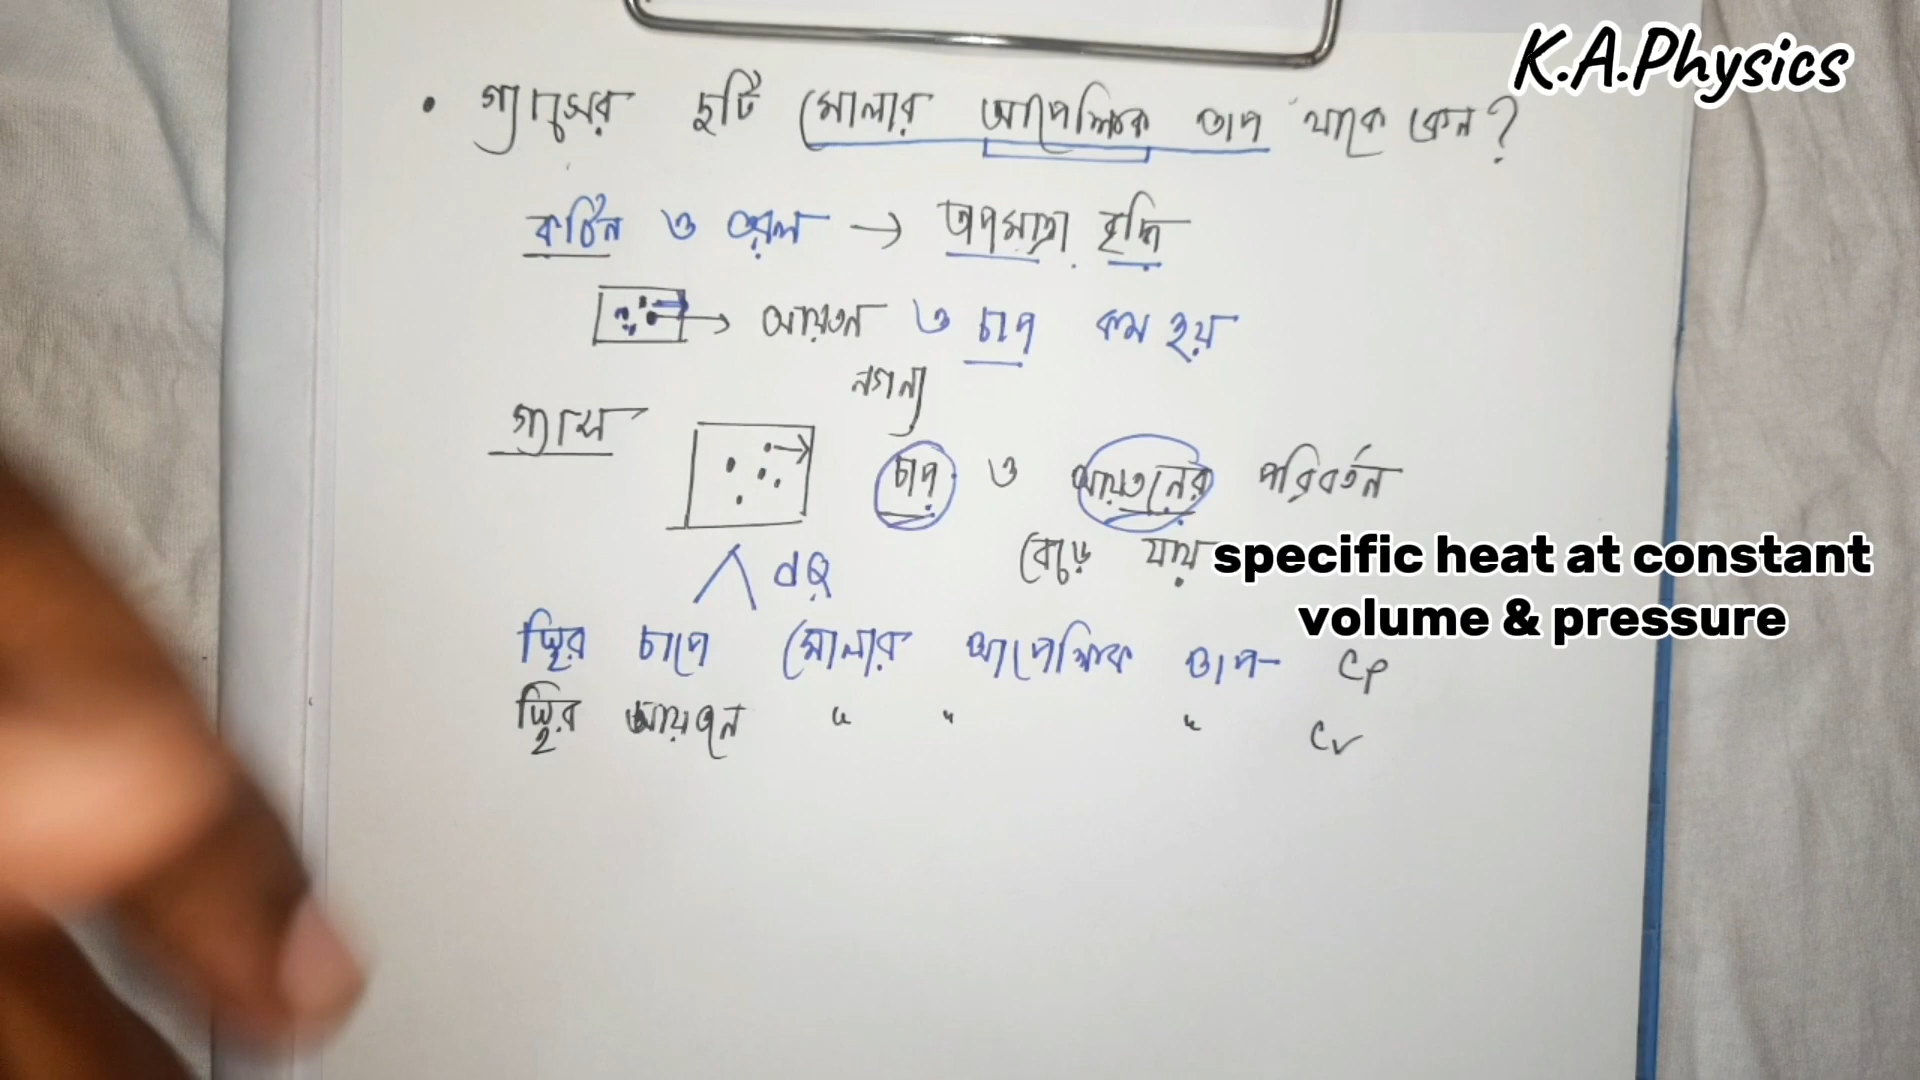 K.A.Physics
• গ্যাসের দুটি মোলার আপেক্ষিক তাপ থাকে কেন?
কঠিন ও তরল → তাপমাত্রা বৃদ্ধি
→ আয়তন ও চাপ কম হয়
নগন্য
গ্যাস চাপ ও আয়তনের পরিবর্তন
বেড়ে যায়
dQ
specific heat at constant
volume & pressure
স্থির চাপে মোলার আপেক্ষিক তাপ- Cp
স্থির আয়তনে " " " Cv